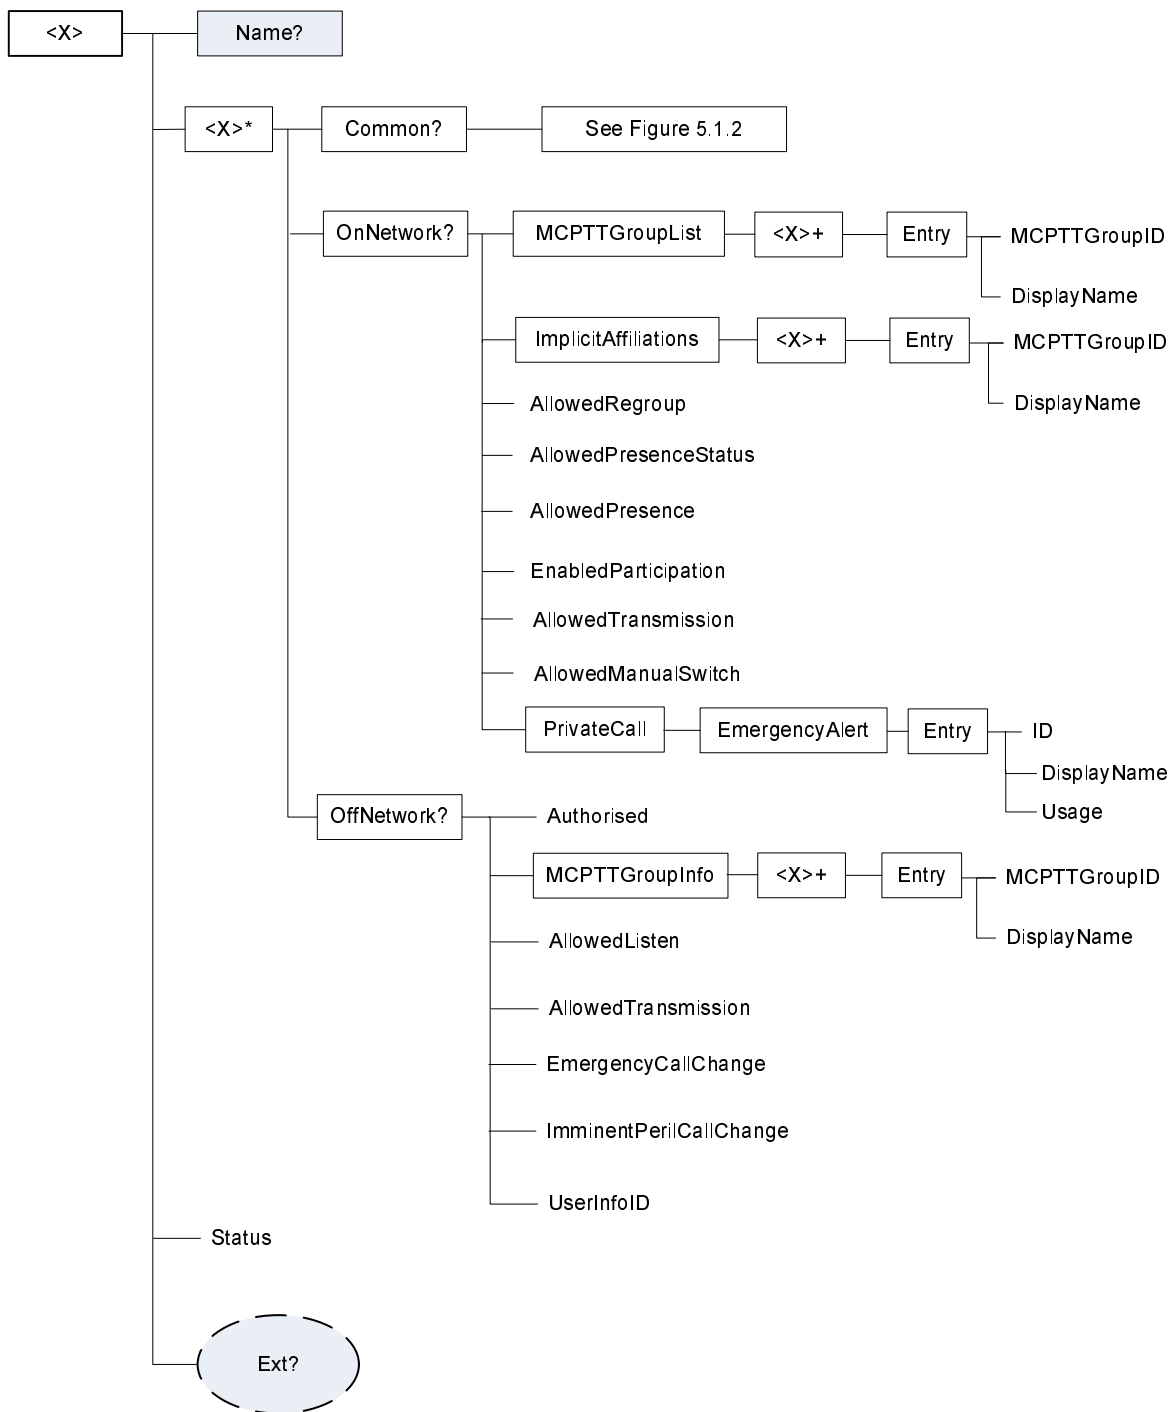 <X>
Name?
<X>*
Common?
See Figure 5.1.2
OnNetwork?
MCPTTGroupList
<X>+
Entry
MCPTTGroupID
DisplayName
ImplicitAffiliations
<X>+
Entry
MCPTTGroupID
DisplayName
AllowedRegroup
AllowedPresenceStatus
AllowedPresence
EnabledParticipation
AllowedTransmission
AllowedManualSwitch
PrivateCall
EmergencyAlert
Entry
ID
DisplayName
Usage
OffNetwork?
Authorised
MCPTTGroupInfo
<X>+
Entry
MCPTTGroupID
DisplayName
AllowedListen
AllowedTransmission
EmergencyCallChange
ImminentPerilCallChange
UserInfoID
Status
Ext?